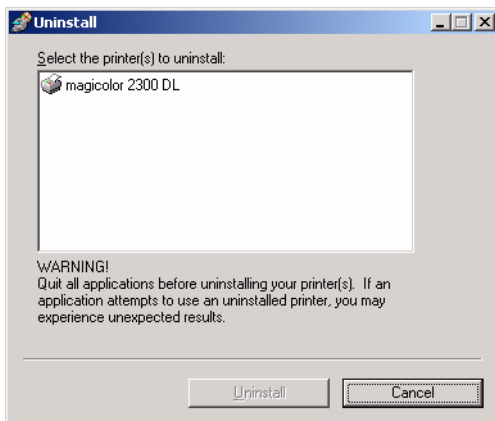 Uninstall
Select the printer(s) to uninstall:
magicolor 2300 DL
WARNING!
Quit all applications before uninstalling your printer(s). If an
application attempts to use an uninstalled printer, you may
experience unexpected results.
Uninstall
Cancel